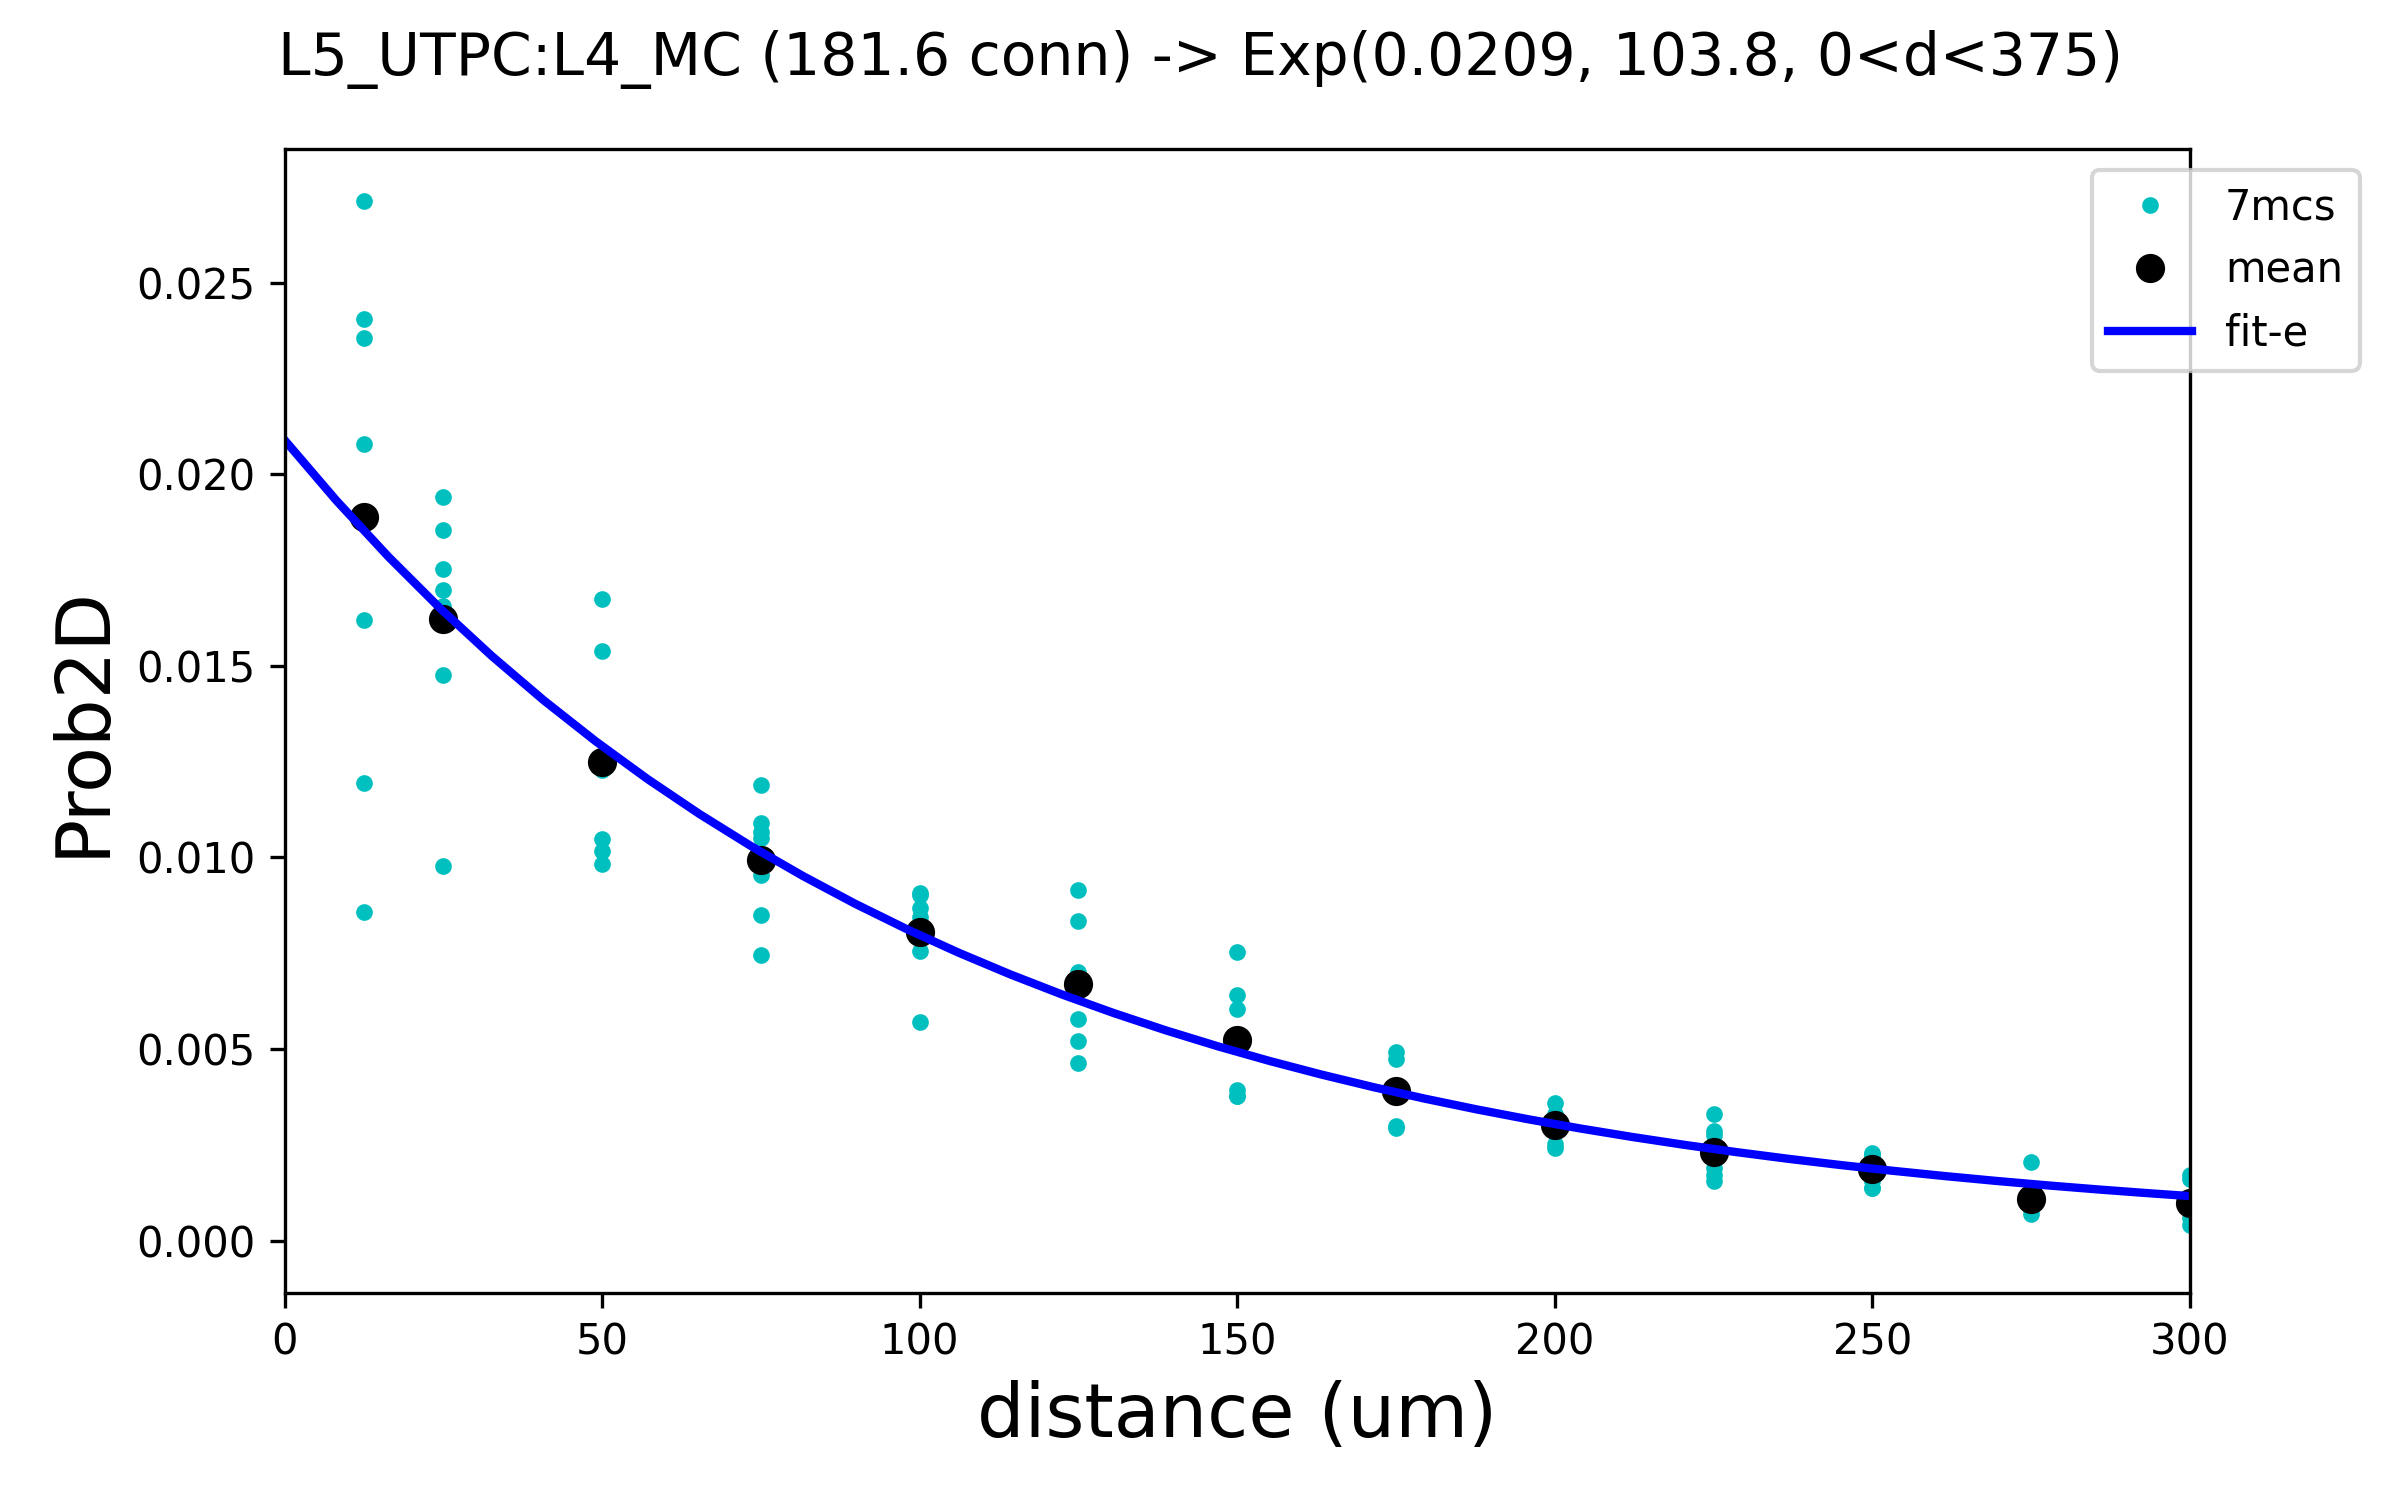 L5_UTPC:L4_MC (181.6 conn) -> Exp(0.0209, 103.8, 0<d<375)
7mcs
mean
fit-e
Prob2D
0.025
0.020
0.015
0.010
0.005
0.000
0 50 100 150 200 250 300
distance (um)